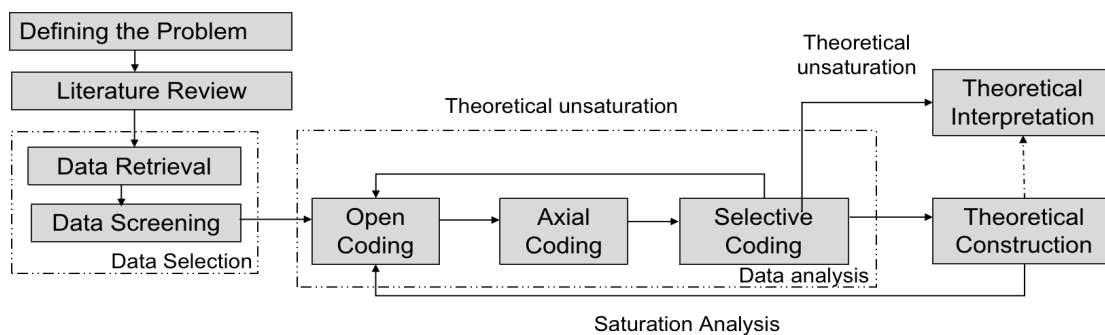 Defining the Problem
Literature Review
Data Retrieval
Data Screening
Data Selection
Theoretical unsaturation
Open
Coding
Axial
Coding
Selective
Coding
Data analysis
Theoretical
unsaturation
Theoretical
Interpretation
Theoretical
Construction
Saturation Analysis